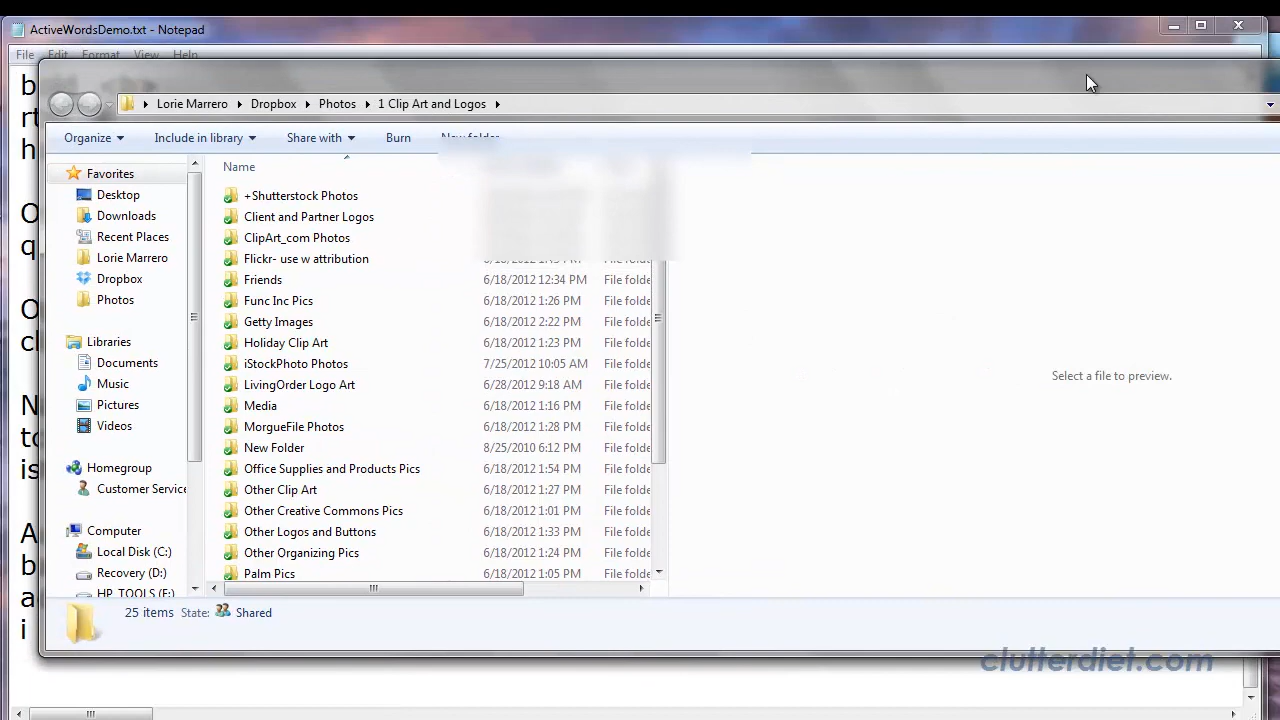 ActiveWordsDemo.txt - Notepad
File Edit Format View Help
Lorie Marrero Dropbox Photos 1 Clip Art and Logos
Organize Include in library Share with Burn New folder
Favorites
Desktop
Downloads
Recent Places
Lorie Marrero
Dropbox
Photos
Libraries
Documents
Music
Pictures
Videos
Homegroup
Customer Service
Computer
Local Disk (C:)
Recovery (D:)
HP_TOOLS (E:)
Name
+Shutterstock Photos
Client and Partner Logos
ClipArt_com Photos
Flickr- use w attribution
Friends 6/18/2012 12:34 PM File folde
Func Inc Pics 6/18/2012 1:26 PM File folde
Getty Images 6/18/2012 2:22 PM File folde
Holiday Clip Art 6/18/2012 1:23 PM File folde
iStockPhoto Photos 7/25/2012 10:05 AM File folde
LivingOrder Logo Art 6/28/2012 9:18 AM File folde
Media 6/18/2012 1:16 PM File folde
MorgueFile Photos 6/18/2012 1:28 PM File folde
New Folder 8/25/2010 6:12 PM File folde
Office Supplies and Products Pics 6/18/2012 1:54 PM File folde
Other Clip Art 6/18/2012 1:27 PM File folde
Other Creative Commons Pics 6/18/2012 1:01 PM File folde
Other Logos and Buttons 6/18/2012 1:33 PM File folde
Other Organizing Pics 6/18/2012 1:24 PM File folde
Palm Pics 6/18/2012 1:05 PM File folde
Select a file to preview.
25 items State: Shared
clutterdiet.com
b
rt
h
O
q
O
cl
N
to
is
A
b
a
i